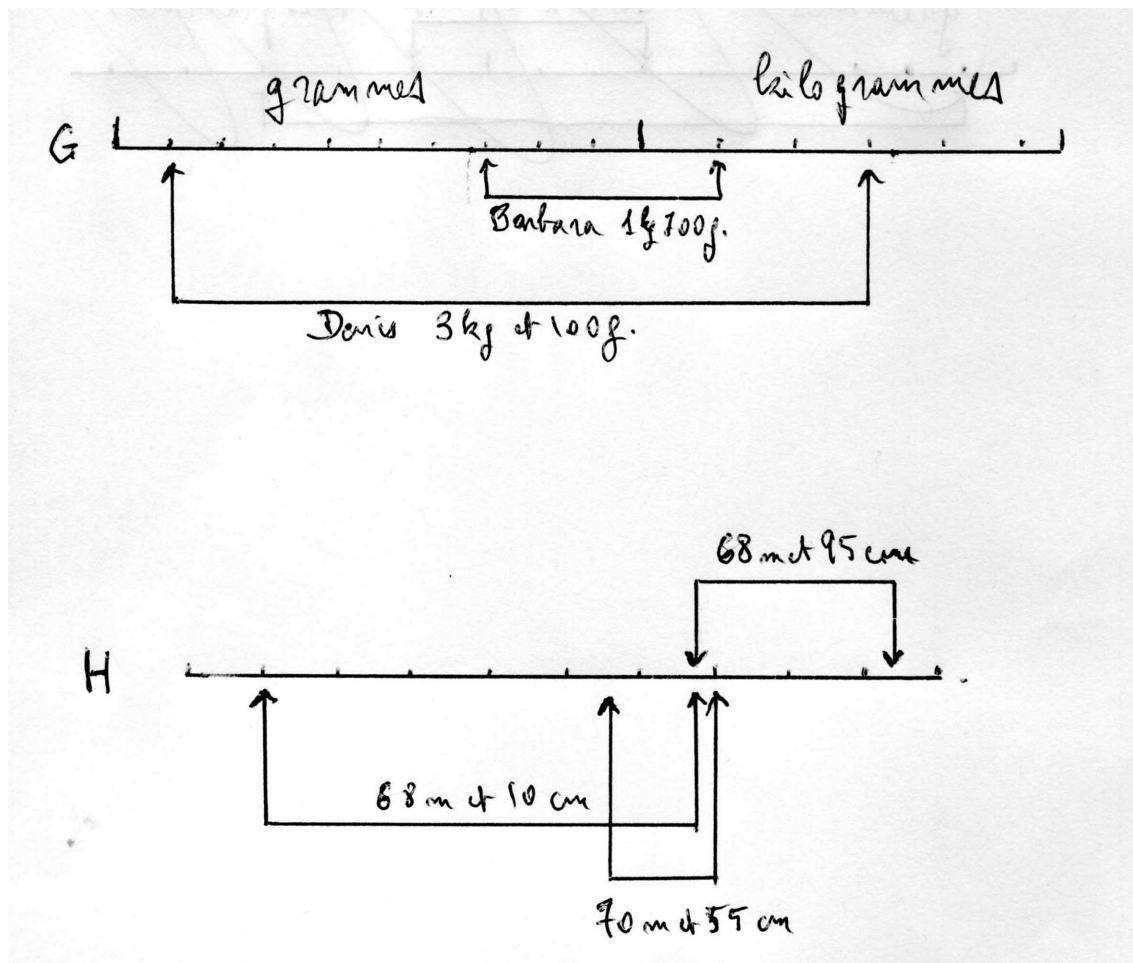 grammes
kilogrammes
G
Barbara 1kg 700g.
Denis 3kg et 100g.
68 m et 95 cm
H
68 m et 10 cm
70 m et 55 cm